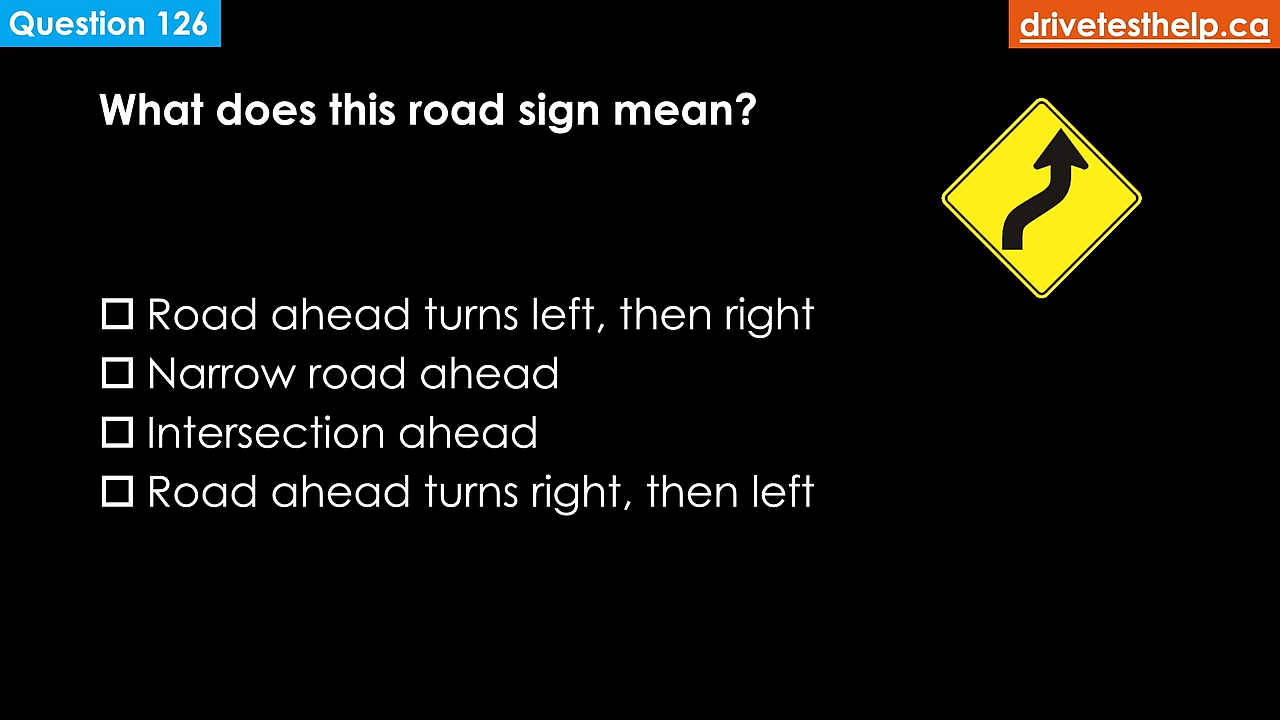 Question 126
drivetesthelp.ca
What does this road sign mean?
Road ahead turns left, then right
Narrow road ahead
Intersection ahead
Road ahead turns right, then left